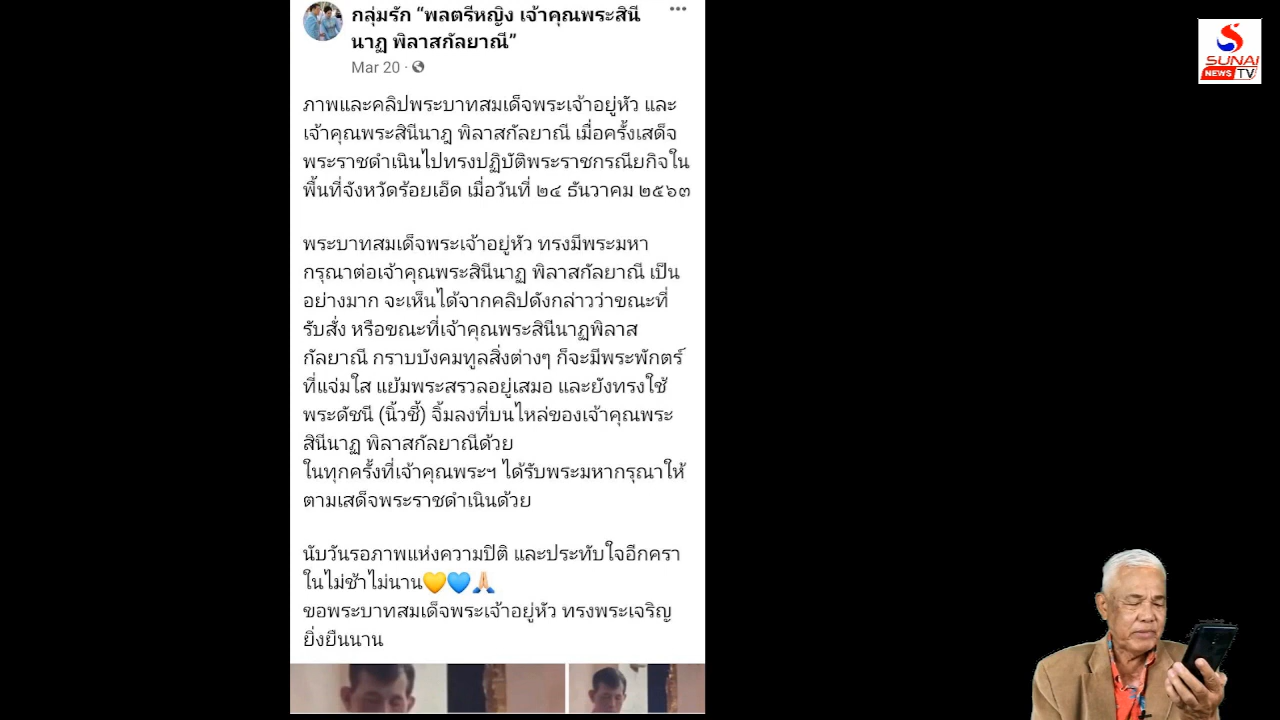 กลุ่มรัก “พลตรีหญิง เจ้าคุณพระสินี
นาฏ พิลาสกัลยาณี”
Mar 20 ·
ภาพและคลิปพระบาทสมเด็จพระเจ้าอยู่หัว และ
เจ้าคุณพระสินีนาฎ พิลาสกัลยาณี เมื่อครั้งเสด็จ
พระราชดำเนินไปทรงปฏิบัติพระราชกรณียกิจใน
พื้นที่จังหวัดร้อยเอ็ด เมื่อวันที่ ๒๔ ธันวาคม ๒๕๖๓
พระบาทสมเด็จพระเจ้าอยู่หัว ทรงมีพระมหา
กรุณาต่อเจ้าคุณพระสินีนาฏ พิลาสกัลยาณี เป็น
อย่างมาก จะเห็นได้จากคลิปดังกล่าวว่าขณะที่
รับสั่ง หรือขณะที่เจ้าคุณพระสินีนาฏพิลาส
กัลยาณี กราบบังคมทูลสิ่งต่างๆ ก็จะมีพระพักตร์
ที่แจ่มใส แย้มพระสรวลอยู่เสมอ และยังทรงใช้
พระดัชนี (นิ้วชี้) จิ้มลงที่บนไหล่ของเจ้าคุณพระ
สินีนาฏ พิลาสกัลยาณีด้วย
ในทุกครั้งที่เจ้าคุณพระฯ ได้รับพระมหากรุณาให้
ตามเสด็จพระราชดำเนินด้วย
นับวันรอภาพแห่งความปิติ และประทับใจอีกครา
ในไม่ช้าไม่นาน💛💙🙏🏻
ขอพระบาทสมเด็จพระเจ้าอยู่หัว ทรงพระเจริญ
ยิ่งยืนนาน
SUNAI
NEWS TV